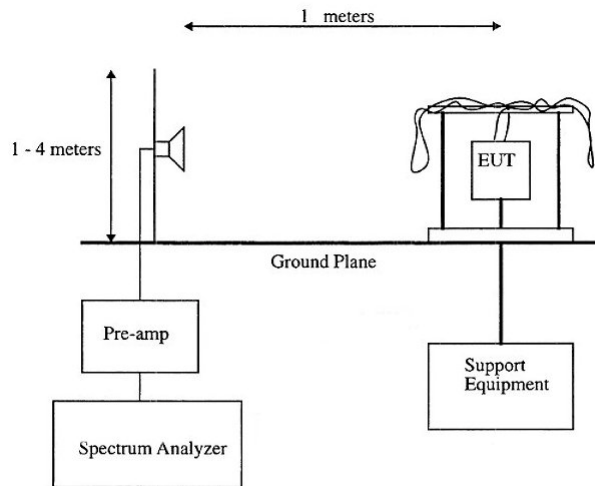 1 meters
1 - 4 meters
EUT
Ground Plane
Pre-amp
Support
Equipment
Spectrum Analyzer